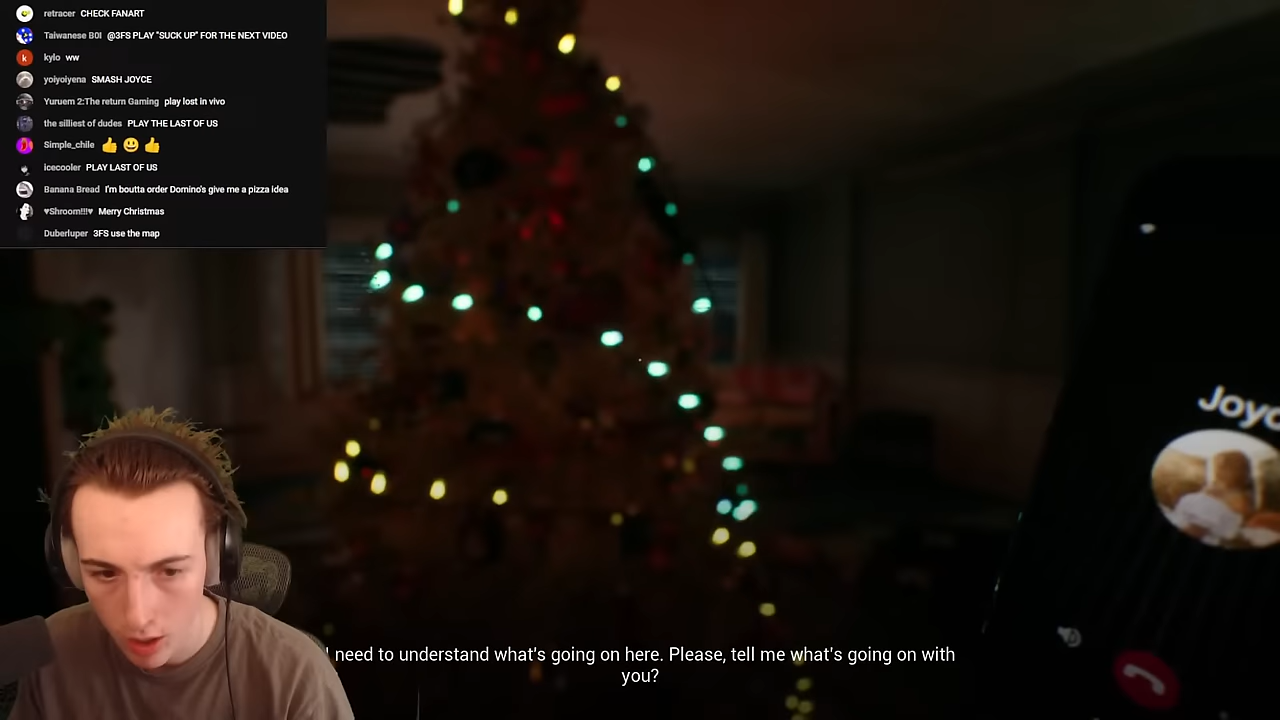 retracer CHECK FANART
Taiwanese B0I @3FS PLAY "SUCK UP" FOR THE NEXT VIDEO
kylo ww
yoiyoiyena SMASH JOYCE
Yuruem 2:The return Gaming play lost in vivo
the silliest of dudes PLAY THE LAST OF US
Simple_chile 👍 😃 👍
icecooler PLAY LAST OF US
Banana Bread I'm boutta order Domino's give me a pizza idea
♥Shroom!!!♥ Merry Christmas
Duberluper 3FS use the map
Joyc
I need to understand what's going on here. Please, tell me what's going on with
you?